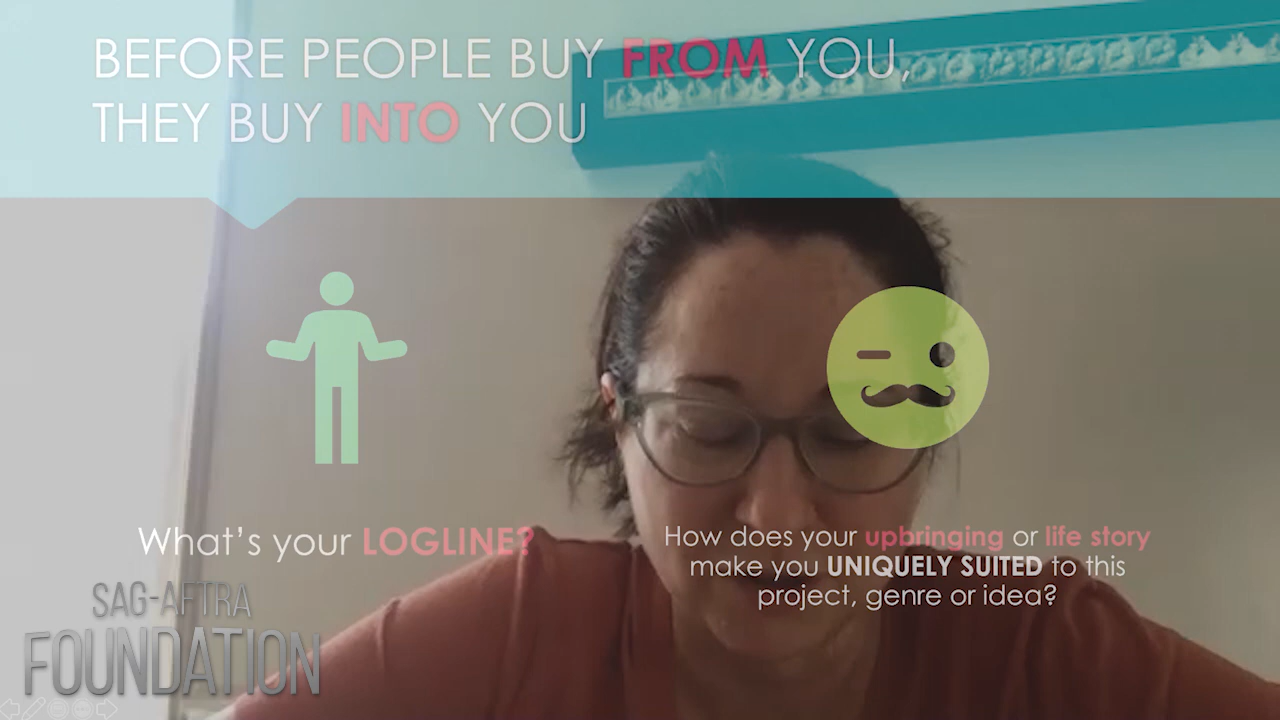 BEFORE PEOPLE BUY FROM YOU,
THEY BUY INTO YOU
What's your LOGLINE?
How does your upbringing or life story
make you UNIQUELY SUITED to this
project, genre or idea?
SAG-AFTRA
FOUNDATION